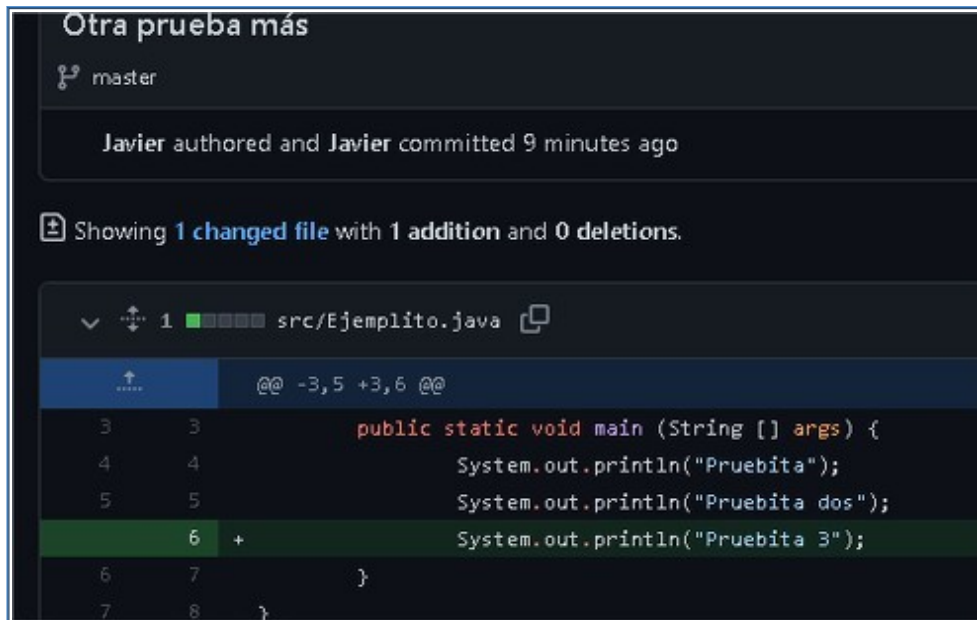 Otra prueba más
master
Javier authored and Javier committed 9 minutes ago
Showing 1 changed file with 1 addition and 0 deletions.
1 src/Ejemplito.java
@@ -3,5 +3,6 @@
3 3 public static void main (String [] args) {
4 4 System.out.println("Pruebita");
5 5 System.out.println("Pruebita dos");
6 + System.out.println("Pruebita 3");
6 7 }
7 8 }